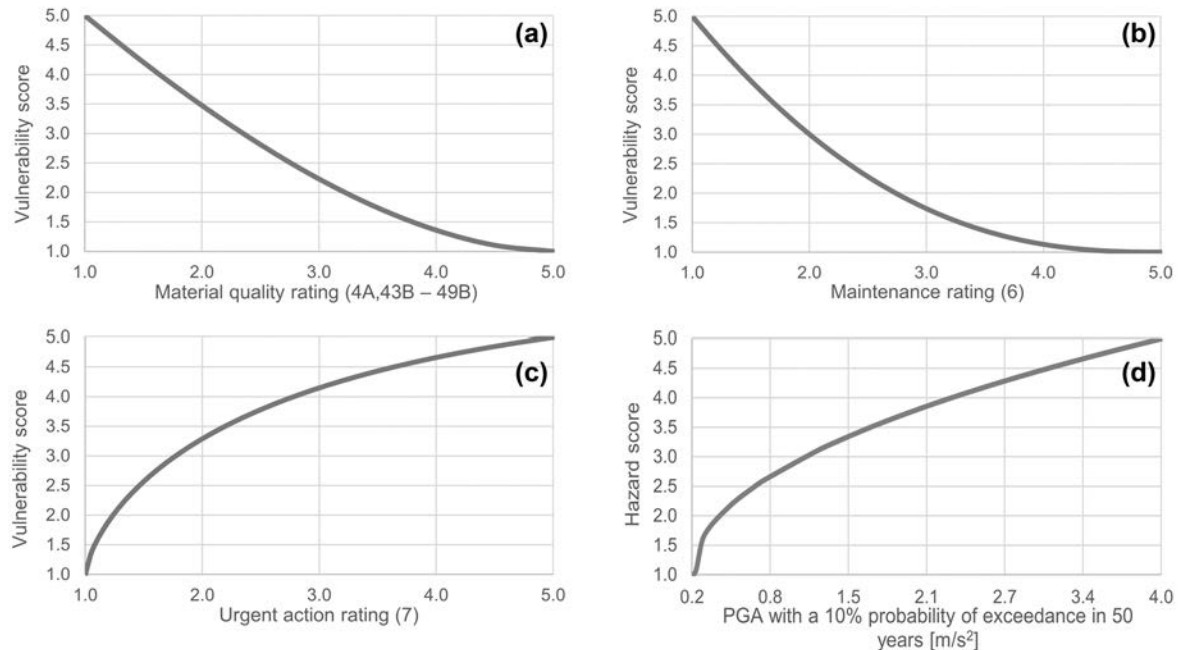 (a)
Vulnerability score
5.0
4.5
4.0
3.5
3.0
2.5
2.0
1.5
1.0
1.0 2.0 3.0 4.0 5.0
Material quality rating (4A,43B – 49B)
(b)
Vulnerability score
5.0
4.5
4.0
3.5
3.0
2.5
2.0
1.5
1.0
1.0 2.0 3.0 4.0 5.0
Maintenance rating (6)
(c)
Vulnerability score
5.0
4.5
4.0
3.5
3.0
2.5
2.0
1.5
1.0
1.0 2.0 3.0 4.0 5.0
Urgent action rating (7)
(d)
Hazard score
5.0
4.5
4.0
3.5
3.0
2.5
2.0
1.5
1.0
0.2 0.8 1.5 2.1 2.7 3.4 4.0
PGA with a 10% probability of exceedance in 50
years [m/s²]